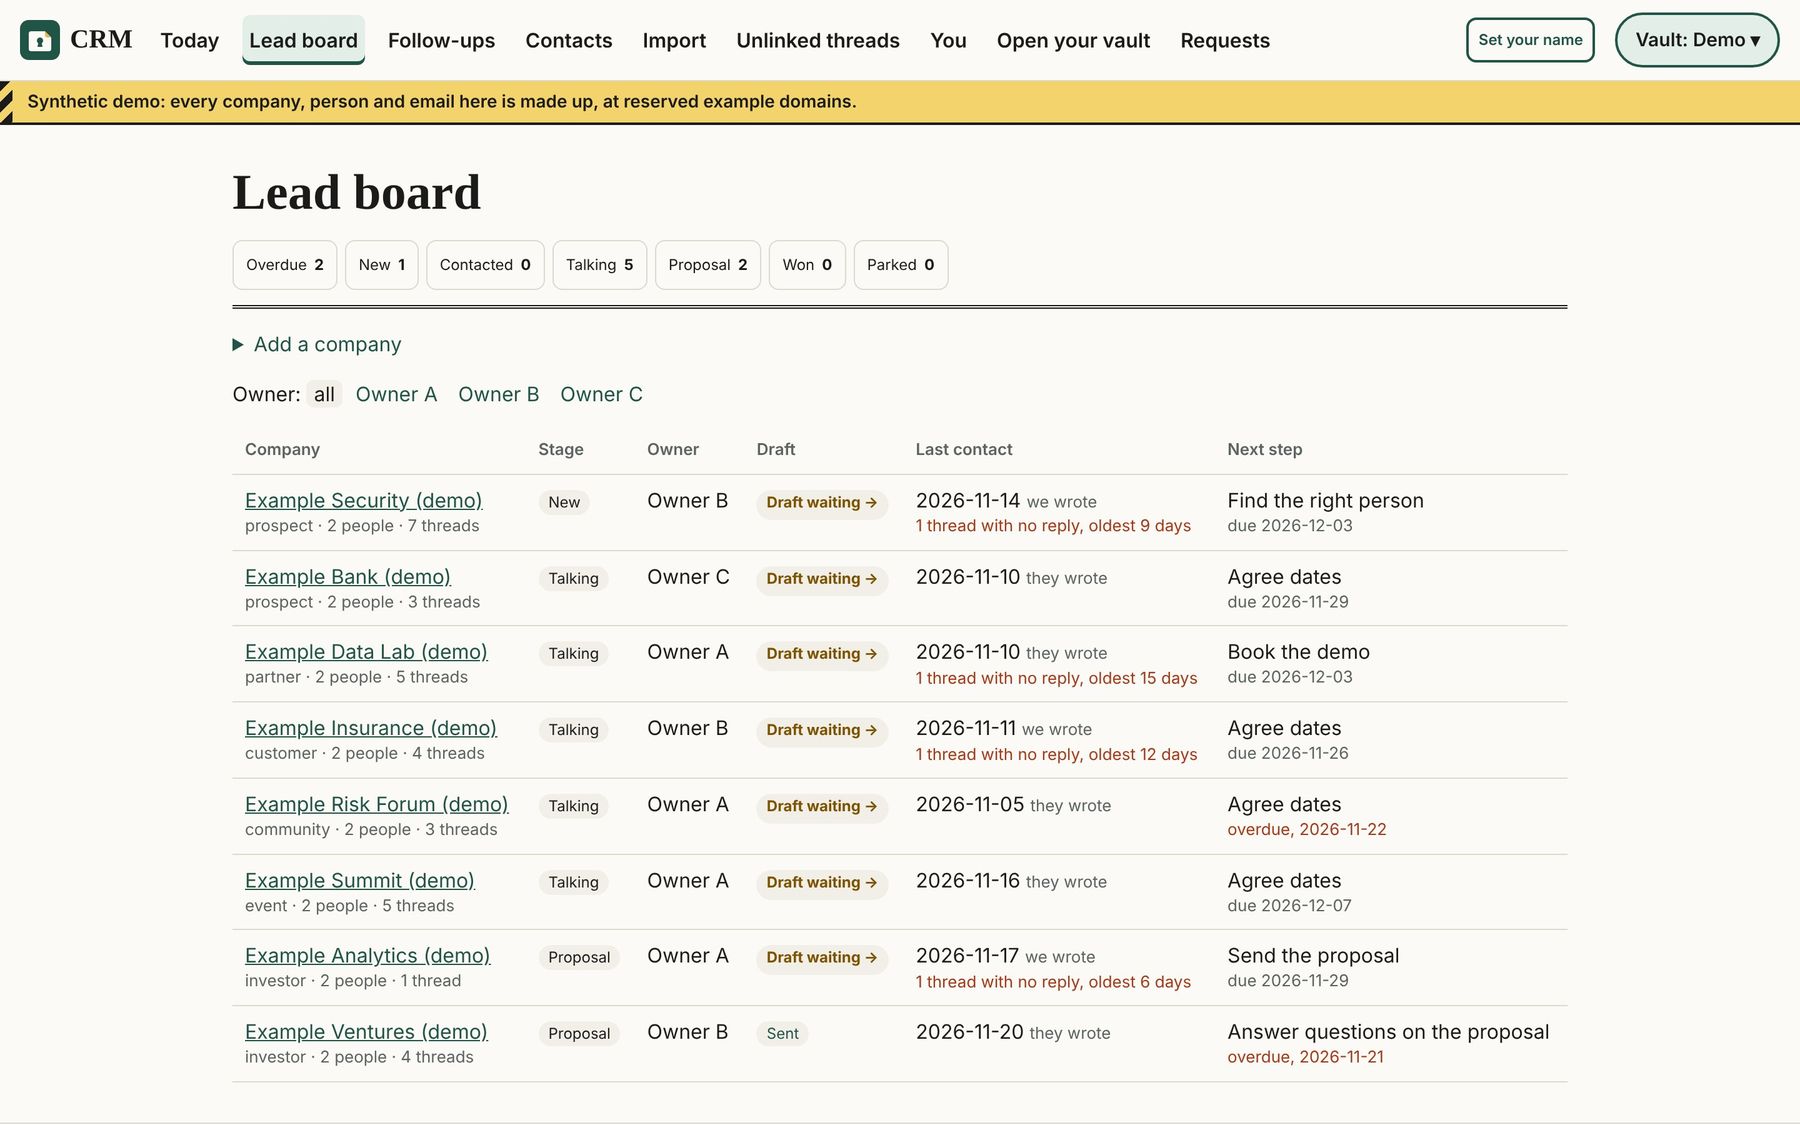 CRM Today Lead board Follow-ups Contacts Import Unlinked threads You Open your vault Requests Set your name Vault: Demo ▾
Synthetic demo: every company, person and email here is made up, at reserved example domains.
Lead board
Overdue 2 New 1 Contacted 0 Talking 5 Proposal 2 Won 0 Parked 0
▶ Add a company
Owner: all Owner A Owner B Owner C
Company Stage Owner Draft Last contact Next step
Example Security (demo) New Owner B Draft waiting → 2026-11-14 we wrote Find the right person
prospect · 2 people · 7 threads 1 thread with no reply, oldest 9 days due 2026-12-03
Example Bank (demo) Talking Owner C Draft waiting → 2026-11-10 they wrote Agree dates
prospect · 2 people · 3 threads due 2026-11-29
Example Data Lab (demo) Talking Owner A Draft waiting → 2026-11-10 they wrote Book the demo
partner · 2 people · 5 threads 1 thread with no reply, oldest 15 days due 2026-12-03
Example Insurance (demo) Talking Owner B Draft waiting → 2026-11-11 we wrote Agree dates
customer · 2 people · 4 threads 1 thread with no reply, oldest 12 days due 2026-11-26
Example Risk Forum (demo) Talking Owner A Draft waiting → 2026-11-05 they wrote Agree dates
community · 2 people · 3 threads overdue, 2026-11-22
Example Summit (demo) Talking Owner A Draft waiting → 2026-11-16 they wrote Agree dates
event · 2 people · 5 threads due 2026-12-07
Example Analytics (demo) Proposal Owner A Draft waiting → 2026-11-17 we wrote Send the proposal
investor · 2 people · 1 thread 1 thread with no reply, oldest 6 days due 2026-11-29
Example Ventures (demo) Proposal Owner B Sent 2026-11-20 they wrote Answer questions on the proposal
investor · 2 people · 4 threads overdue, 2026-11-21